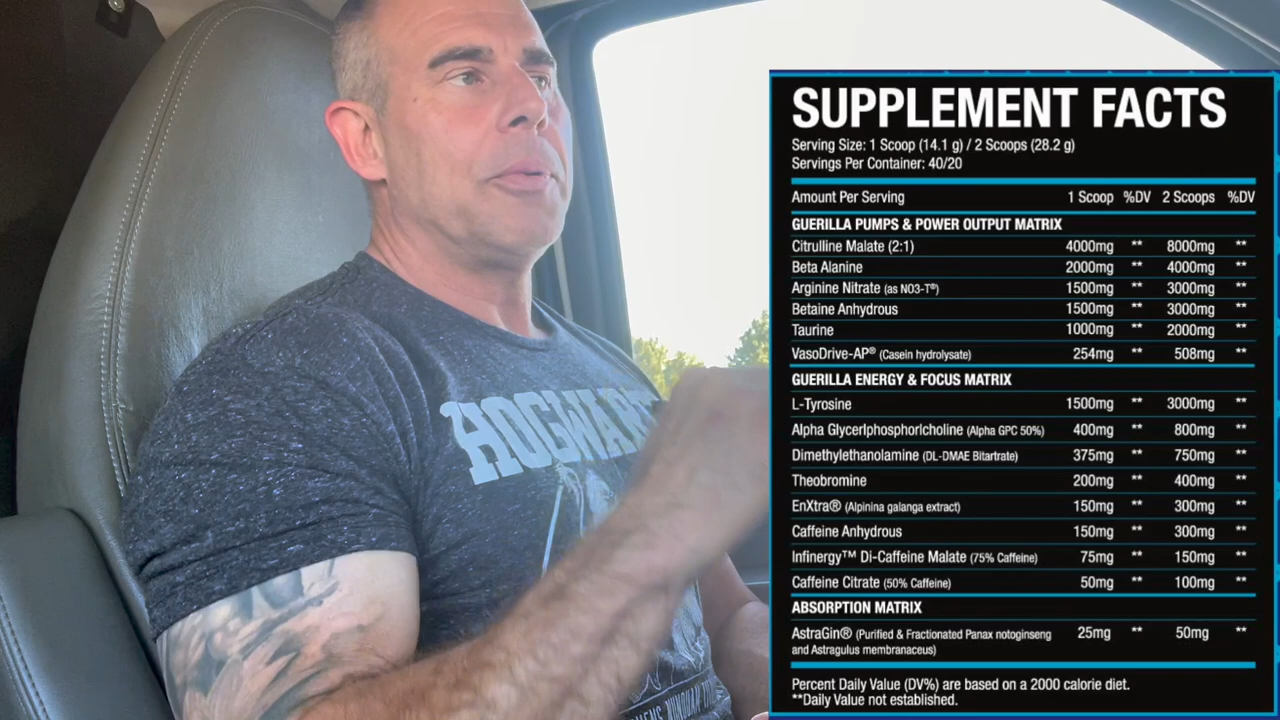 HOGWAR
SUPPLEMENT FACTS
Serving Size: 1 Scoop (14.1 g) / 2 Scoops (28.2 g)
Servings Per Container: 40/20
Amount Per Serving 1 Scoop %DV 2 Scoops %DV
GUERILLA PUMPS & POWER OUTPUT MATRIX
Citrulline Malate (2:1) 4000mg ** 8000mg **
Beta Alanine 2000mg ** 4000mg **
Arginine Nitrate (as NO3-T®) 1500mg ** 3000mg **
Betaine Anhydrous 1500mg ** 3000mg **
Taurine 1000mg ** 2000mg **
VasoDrive-AP® (Casein hydrolysate) 254mg ** 508mg **
GUERILLA ENERGY & FOCUS MATRIX
L-Tyrosine 1500mg ** 3000mg **
Alpha Glycerlphosphorlcholine (Alpha GPC 50%) 400mg ** 800mg **
Dimethylethanolamine (DL-DMAE Bitartrate) 375mg ** 750mg **
Theobromine 200mg ** 400mg **
EnXtra® (Alpinina galanga extract) 150mg ** 300mg **
Caffeine Anhydrous 150mg ** 300mg **
Infinergy™ Di-Caffeine Malate (75% Caffeine) 75mg ** 150mg **
Caffeine Citrate (50% Caffeine) 50mg ** 100mg **
ABSORPTION MATRIX
AstraGin® (Purified & Fractionated Panax notoginseng 25mg ** 50mg **
and Astragulus membranaceus)
Percent Daily Value (DV%) are based on a 2000 calorie diet.
**Daily Value not established.